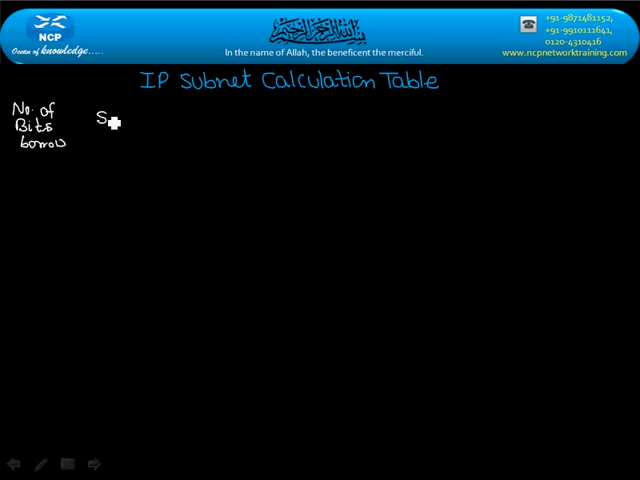 NCP
Ocean of knowledge.....
بسم الله الرحمن الرحيم
In the name of Allah, the beneficent the merciful.
+91-9871481152,
+91-9910111641,
0120-4310416
www.ncpnetworktraining.com
IP Subnet Calculation Table
No. of
Bits
borrow
S